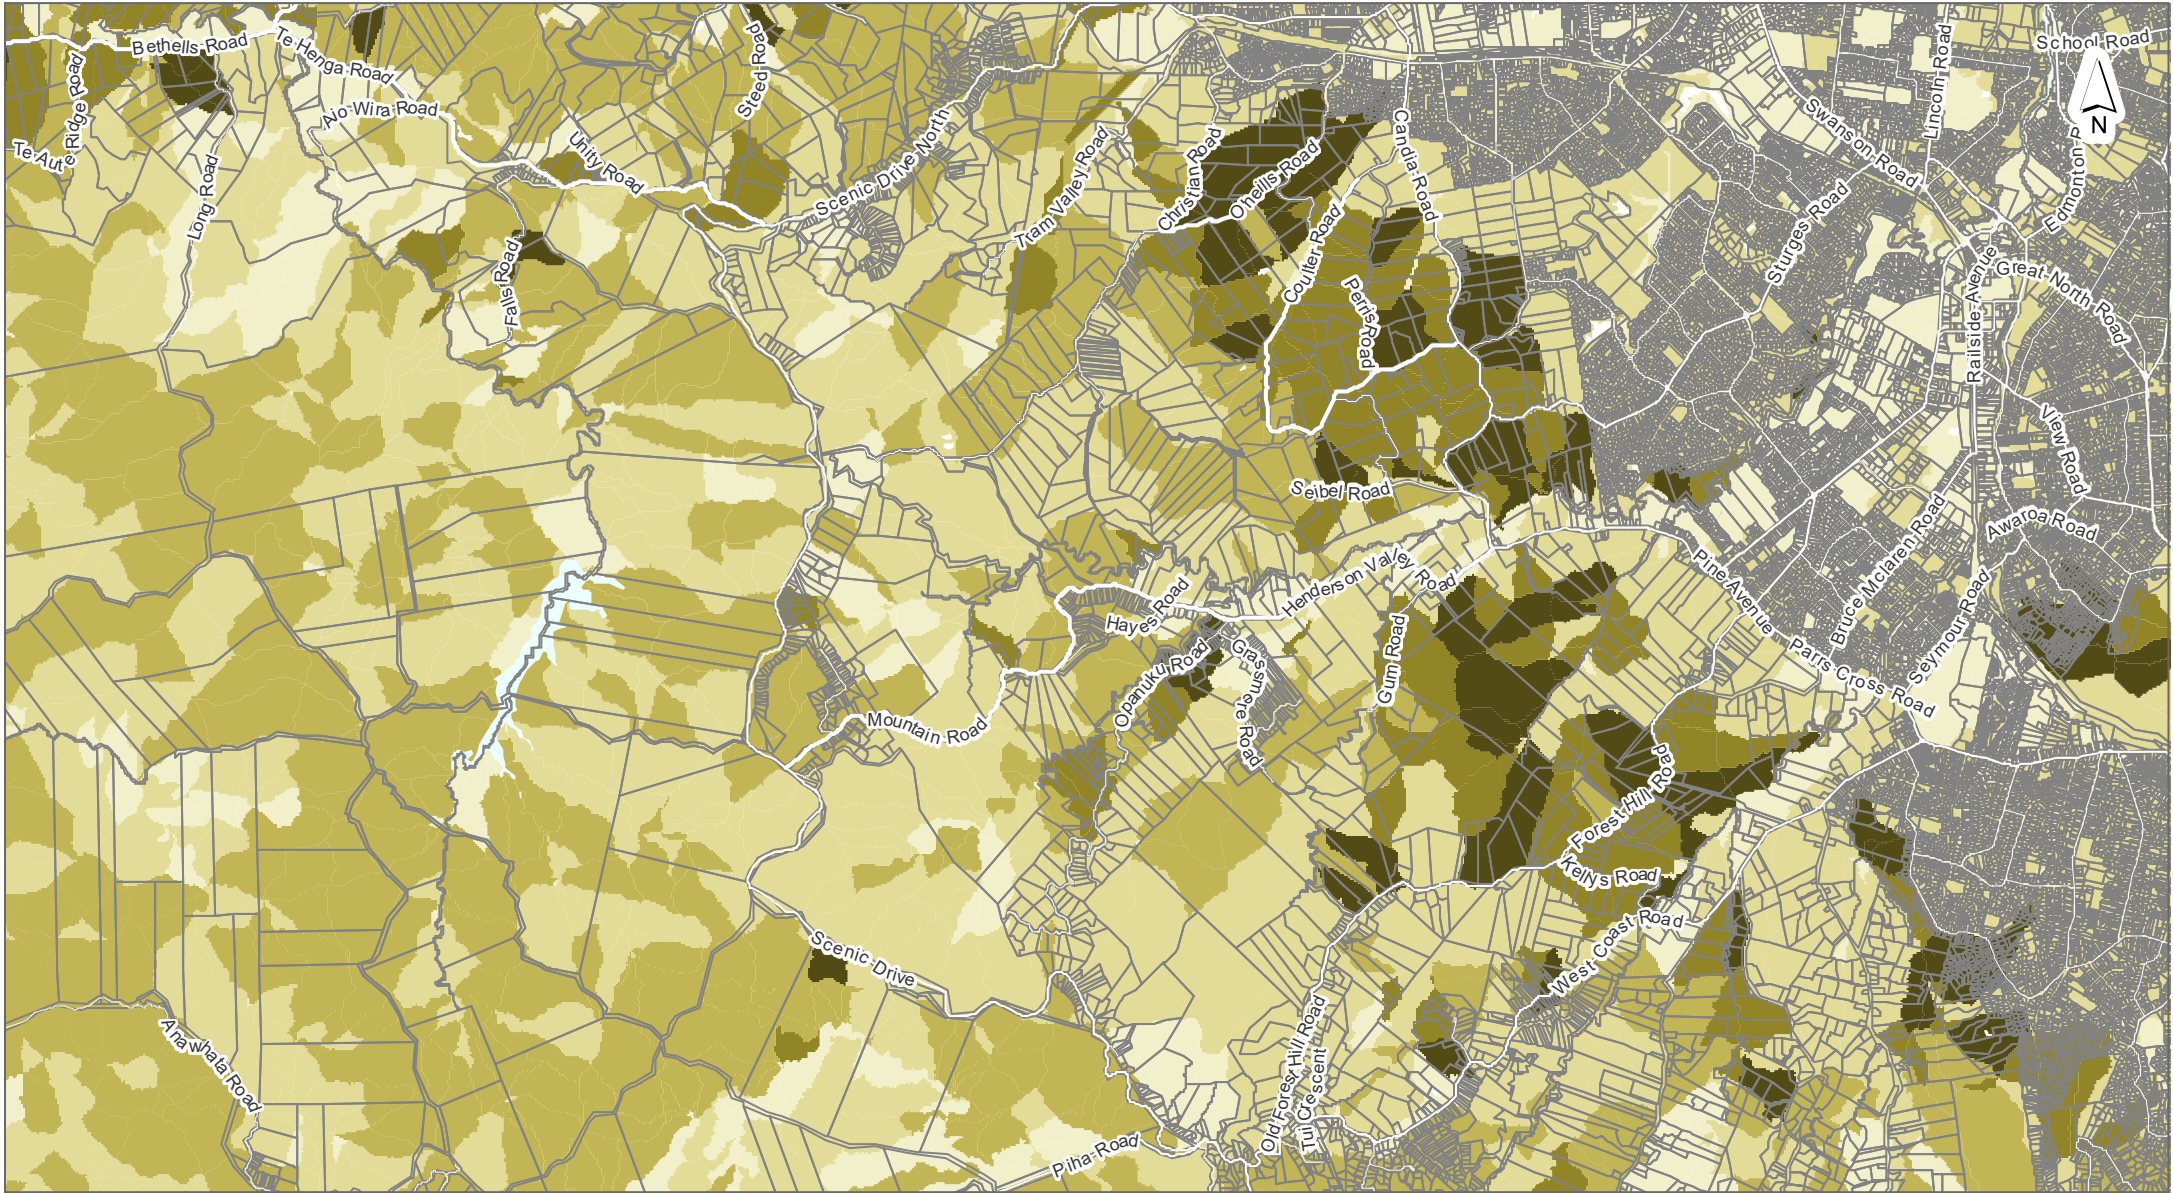 School Road
Bethells Road
Te Henga Road
Steed Road
Lincoln Road
Te Aute Ridge Road
Aio Wira Road
Swanson Road
N
Unity Road
Scenic Drive North
Tram Valley Road
Christian Road
Oneills Road
Candia Road
Edmonton R
Long Road
Sturges Road
Falls Road
Coulter Road
Perris Road
Railside Avenue
Great North Road
View Road
Seibel Road
Awaroa Road
Bruce Mclaren Road
Pine Avenue
Henderson Valley Road
Hayes Road
Opanuku Road
Grassmere Road
Gum Road
Parrs Cross Road
Seymour Road
Mountain Road
Forest Hill Road
Kellys Road
West Coast Road
Scenic Drive
Anawhata Road
Old Forest Hill Road
Tui Crescent
Piha Road